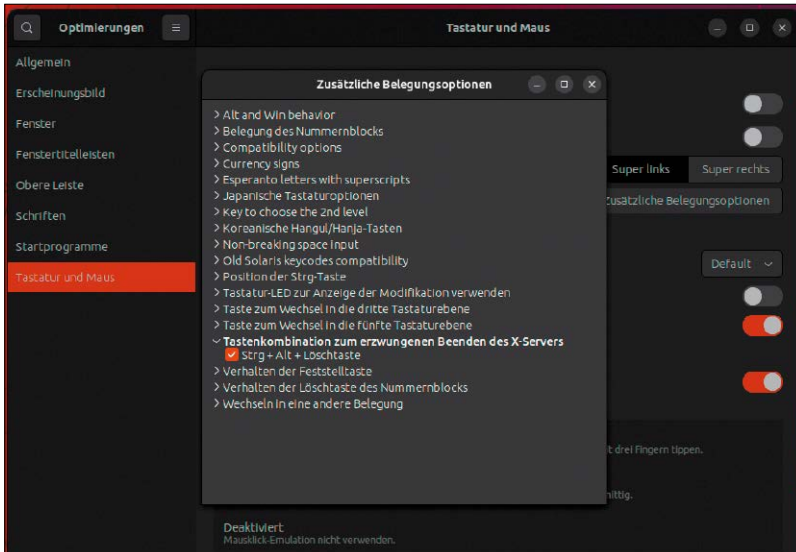 Optimierungen
Tastatur und Maus
Allgemein
Erscheinungsbild
Fenster
Fenstertitelleisten
Obere Leiste
Schriften
Startprogramme
Tastatur und Maus
Zusätzliche Belegungsoptionen
Alt and Win behavior
Belegung des Nummernblocks
Compatibility options
Currency signs
Esperanto letters with superscripts
Japanische Tastaturoptionen
Key to choose the 2nd level
Koreanische Hangul/Hanja-Tasten
Non-breaking space input
Old Solaris keycodes compatibility
Position der Strg-Taste
Tastatur-LED zur Anzeige der Modifikation verwenden
Taste zum Wechsel in die dritte Tastaturebene
Taste zum Wechsel in die fünfte Tastaturebene
Tastenkombination zum erzwungenen Beenden des X-Servers
Strg + Alt + Löschtaste
Verhalten der Feststelltaste
Verhalten der Löschtaste des Nummernblocks
Wechseln in eine andere Belegung
Super links
Super rechts
Zusätzliche Belegungsoptionen
Default
t drei Fingern tippen.
nittig.
Deaktiviert
Mausklick-Emulation nicht verwenden.